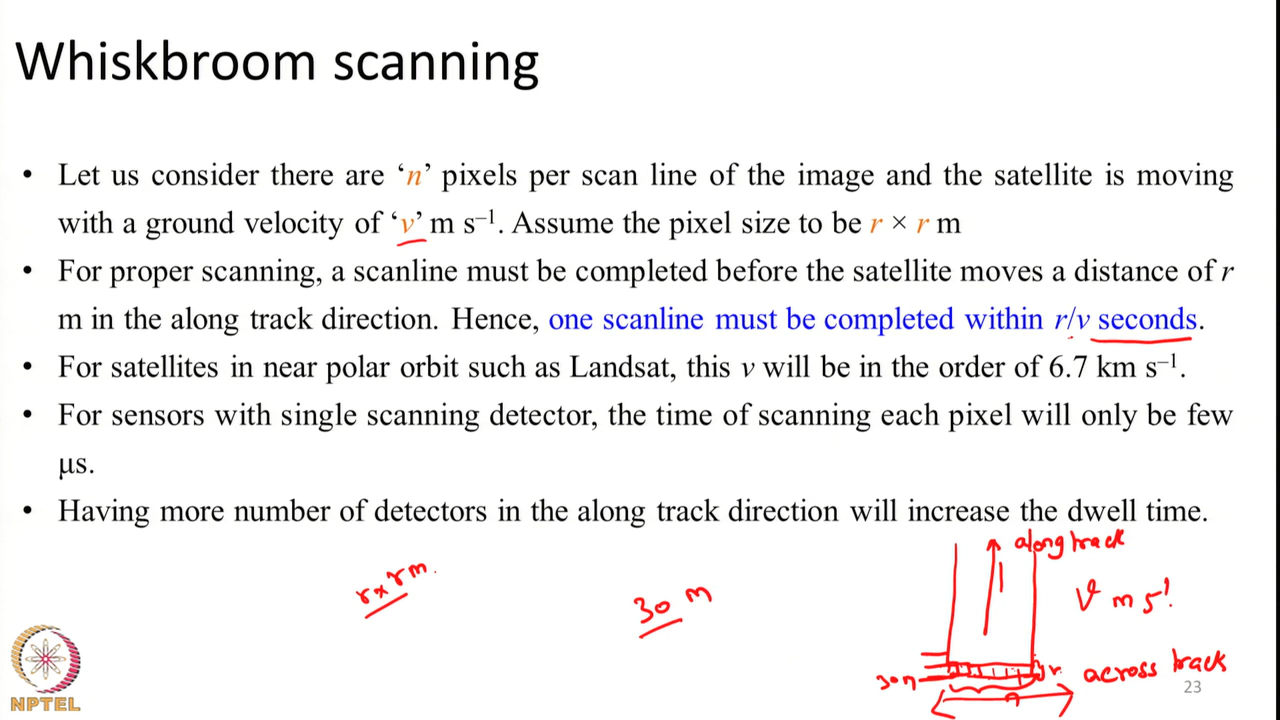 Whiskbroom scanning
• Let us consider there are ‘n’ pixels per scan line of the image and the satellite is moving
with a ground velocity of ‘v’ m s⁻¹. Assume the pixel size to be r × r m
• For proper scanning, a scanline must be completed before the satellite moves a distance of r
m in the along track direction. Hence, one scanline must be completed within r/v seconds.
• For satellites in near polar orbit such as Landsat, this v will be in the order of 6.7 km s⁻¹.
• For sensors with single scanning detector, the time of scanning each pixel will only be few
μs.
• Having more number of detectors in the along track direction will increase the dwell time.
along track
r x r m.
30 m
v m s⁻¹.
across track
n
23
NPTEL